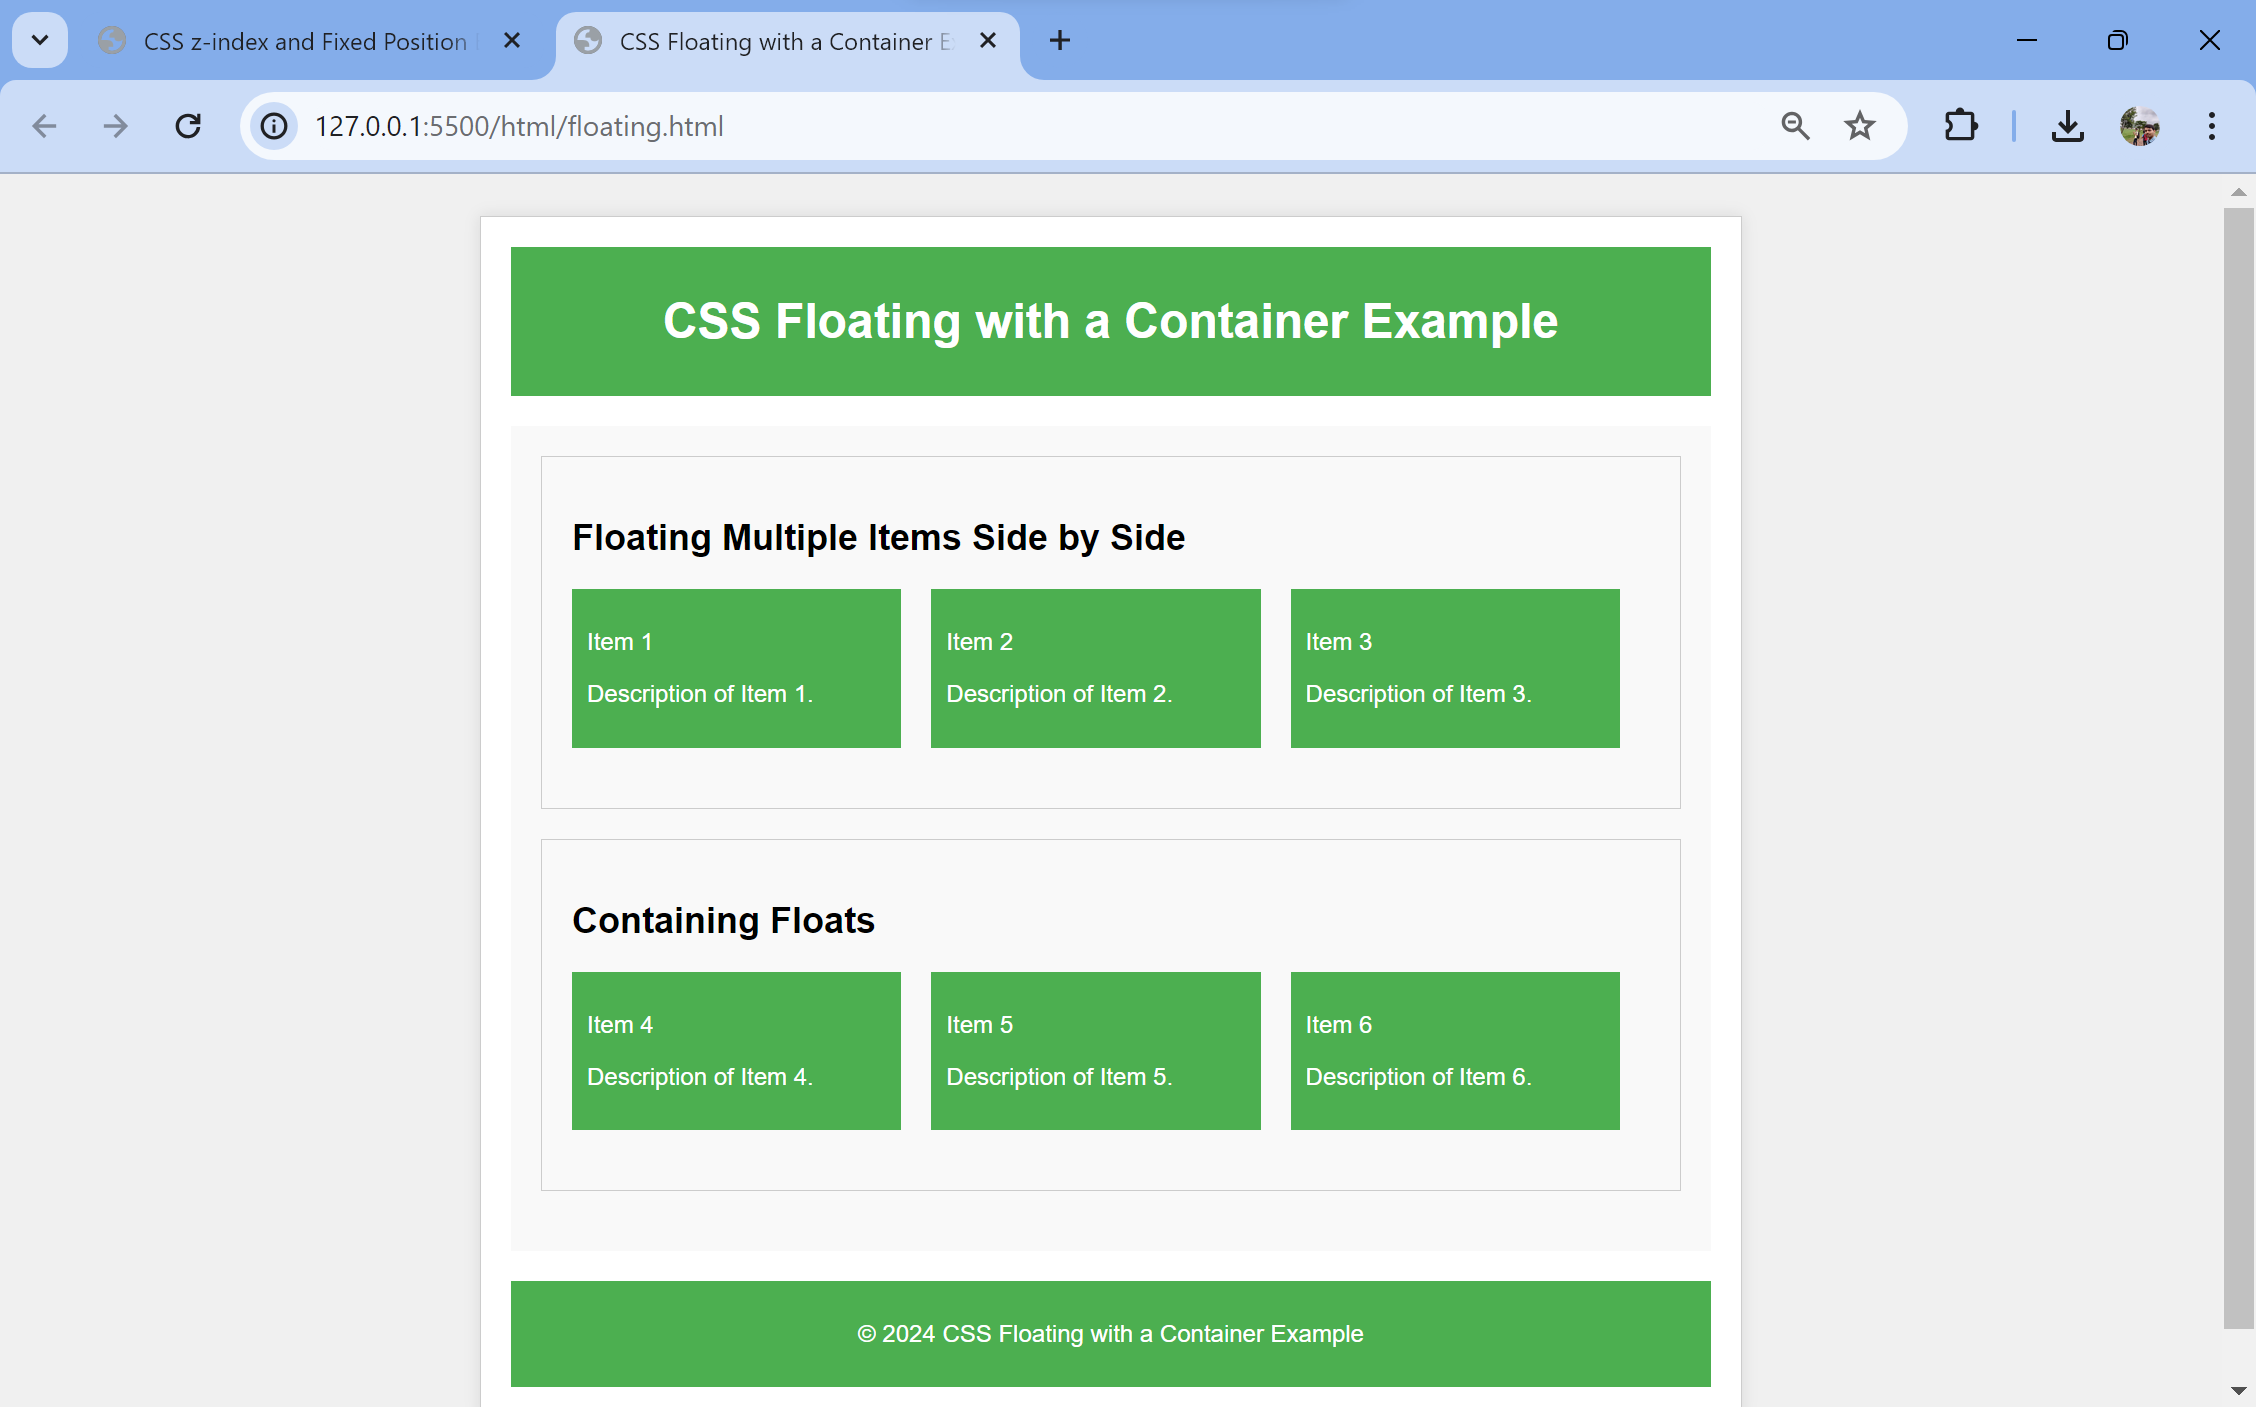 CSS z-index and Fixed Position
CSS Floating with a Container E
127.0.0.1:5500/html/floating.html
CSS Floating with a Container Example
Floating Multiple Items Side by Side
Item 1
Description of Item 1.
Item 2
Description of Item 2.
Item 3
Description of Item 3.
Containing Floats
Item 4
Description of Item 4.
Item 5
Description of Item 5.
Item 6
Description of Item 6.
© 2024 CSS Floating with a Container Example